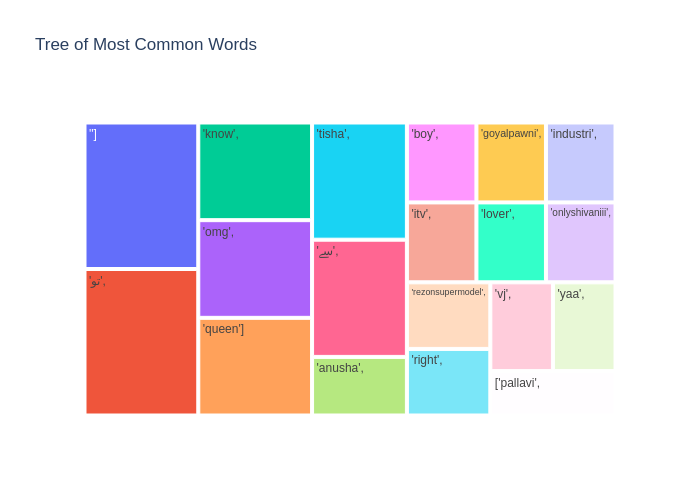 Tree of Most Common Words
'']
'know',
'omg',
'queen']
'tisha',
'سے',
'anusha',
'boy',
'goyalpawni',
'industri',
'itv',
'lover',
'onlyshivaniii',
'rezonsupermodel',
'vj',
'yaa',
'right',
['pallavi',